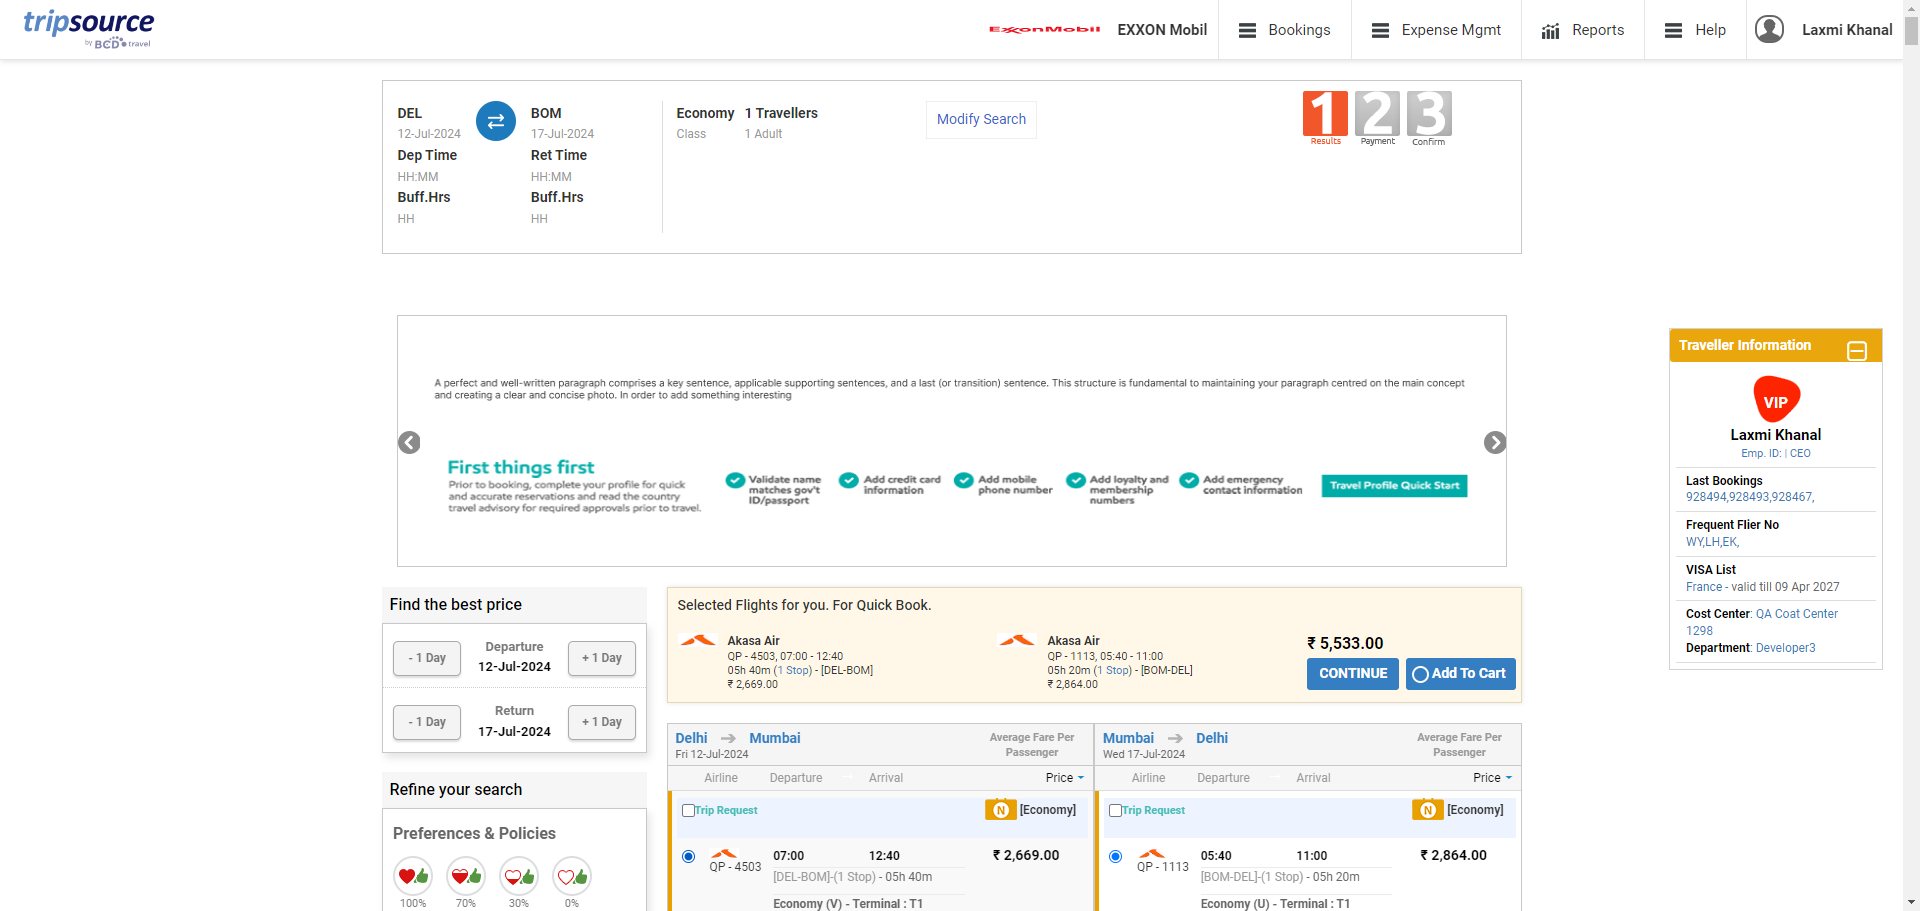 tripsource
by BCD travel
ExxonMobil
EXXON Mobil
Bookings
Expense Mgmt
Reports
Help
Laxmi Khanal
DEL
12-Jul-2024
Dep Time
HH:MM
Buff.Hrs
HH
BOM
17-Jul-2024
Ret Time
HH:MM
Buff.Hrs
HH
Economy
Class
1 Travellers
1 Adult
Modify Search
1
Results
2
Payment
3
Confirm
A perfect and well-written paragraph comprises a key sentence, applicable supporting sentences, and a last (or transition) sentence. This structure is fundamental to maintaining your paragraph centred on the main concept
and creating a clear and concise photo. In order to add something interesting
First things first
Prior to booking, complete your profile for quick
and accurate reservations and read the country
travel advisory for required approvals prior to travel.
Validate name
matches gov't
ID/passport
Add credit card
information
Add mobile
phone number
Add loyalty and
membership
numbers
Add emergency
contact information
Travel Profile Quick Start
Traveller Information
VIP
Laxmi Khanal
Emp. ID: | CEO
Last Bookings
928494,928493,928467,
Frequent Flier No
WY,LH,EK,
VISA List
France - valid till 09 Apr 2027
Cost Center: QA Coat Center
1298
Department: Developer3
Find the best price
- 1 Day
Departure
12-Jul-2024
+ 1 Day
- 1 Day
Return
17-Jul-2024
+ 1 Day
Refine your search
Preferences & Policies
100%
70%
30%
0%
Selected Flights for you. For Quick Book.
Akasa Air
QP - 4503, 07:00 - 12:40
05h 40m (1 Stop) - [DEL-BOM]
₹ 2,669.00
Akasa Air
QP - 1113, 05:40 - 11:00
05h 20m (1 Stop) - [BOM-DEL]
₹ 2,864.00
₹ 5,533.00
CONTINUE
Add To Cart
Delhi
Mumbai
Fri 12-Jul-2024
Average Fare Per
Passenger
Airline
Departure
Arrival
Price
Trip Request
N
[Economy]
QP - 4503
07:00
12:40
₹ 2,669.00
[DEL-BOM]-(1 Stop) - 05h 40m
Economy (V) - Terminal : T1
Mumbai
Delhi
Wed 17-Jul-2024
Average Fare Per
Passenger
Airline
Departure
Arrival
Price
Trip Request
N
[Economy]
QP - 1113
05:40
11:00
₹ 2,864.00
[BOM-DEL]-(1 Stop) - 05h 20m
Economy (U) - Terminal : T1